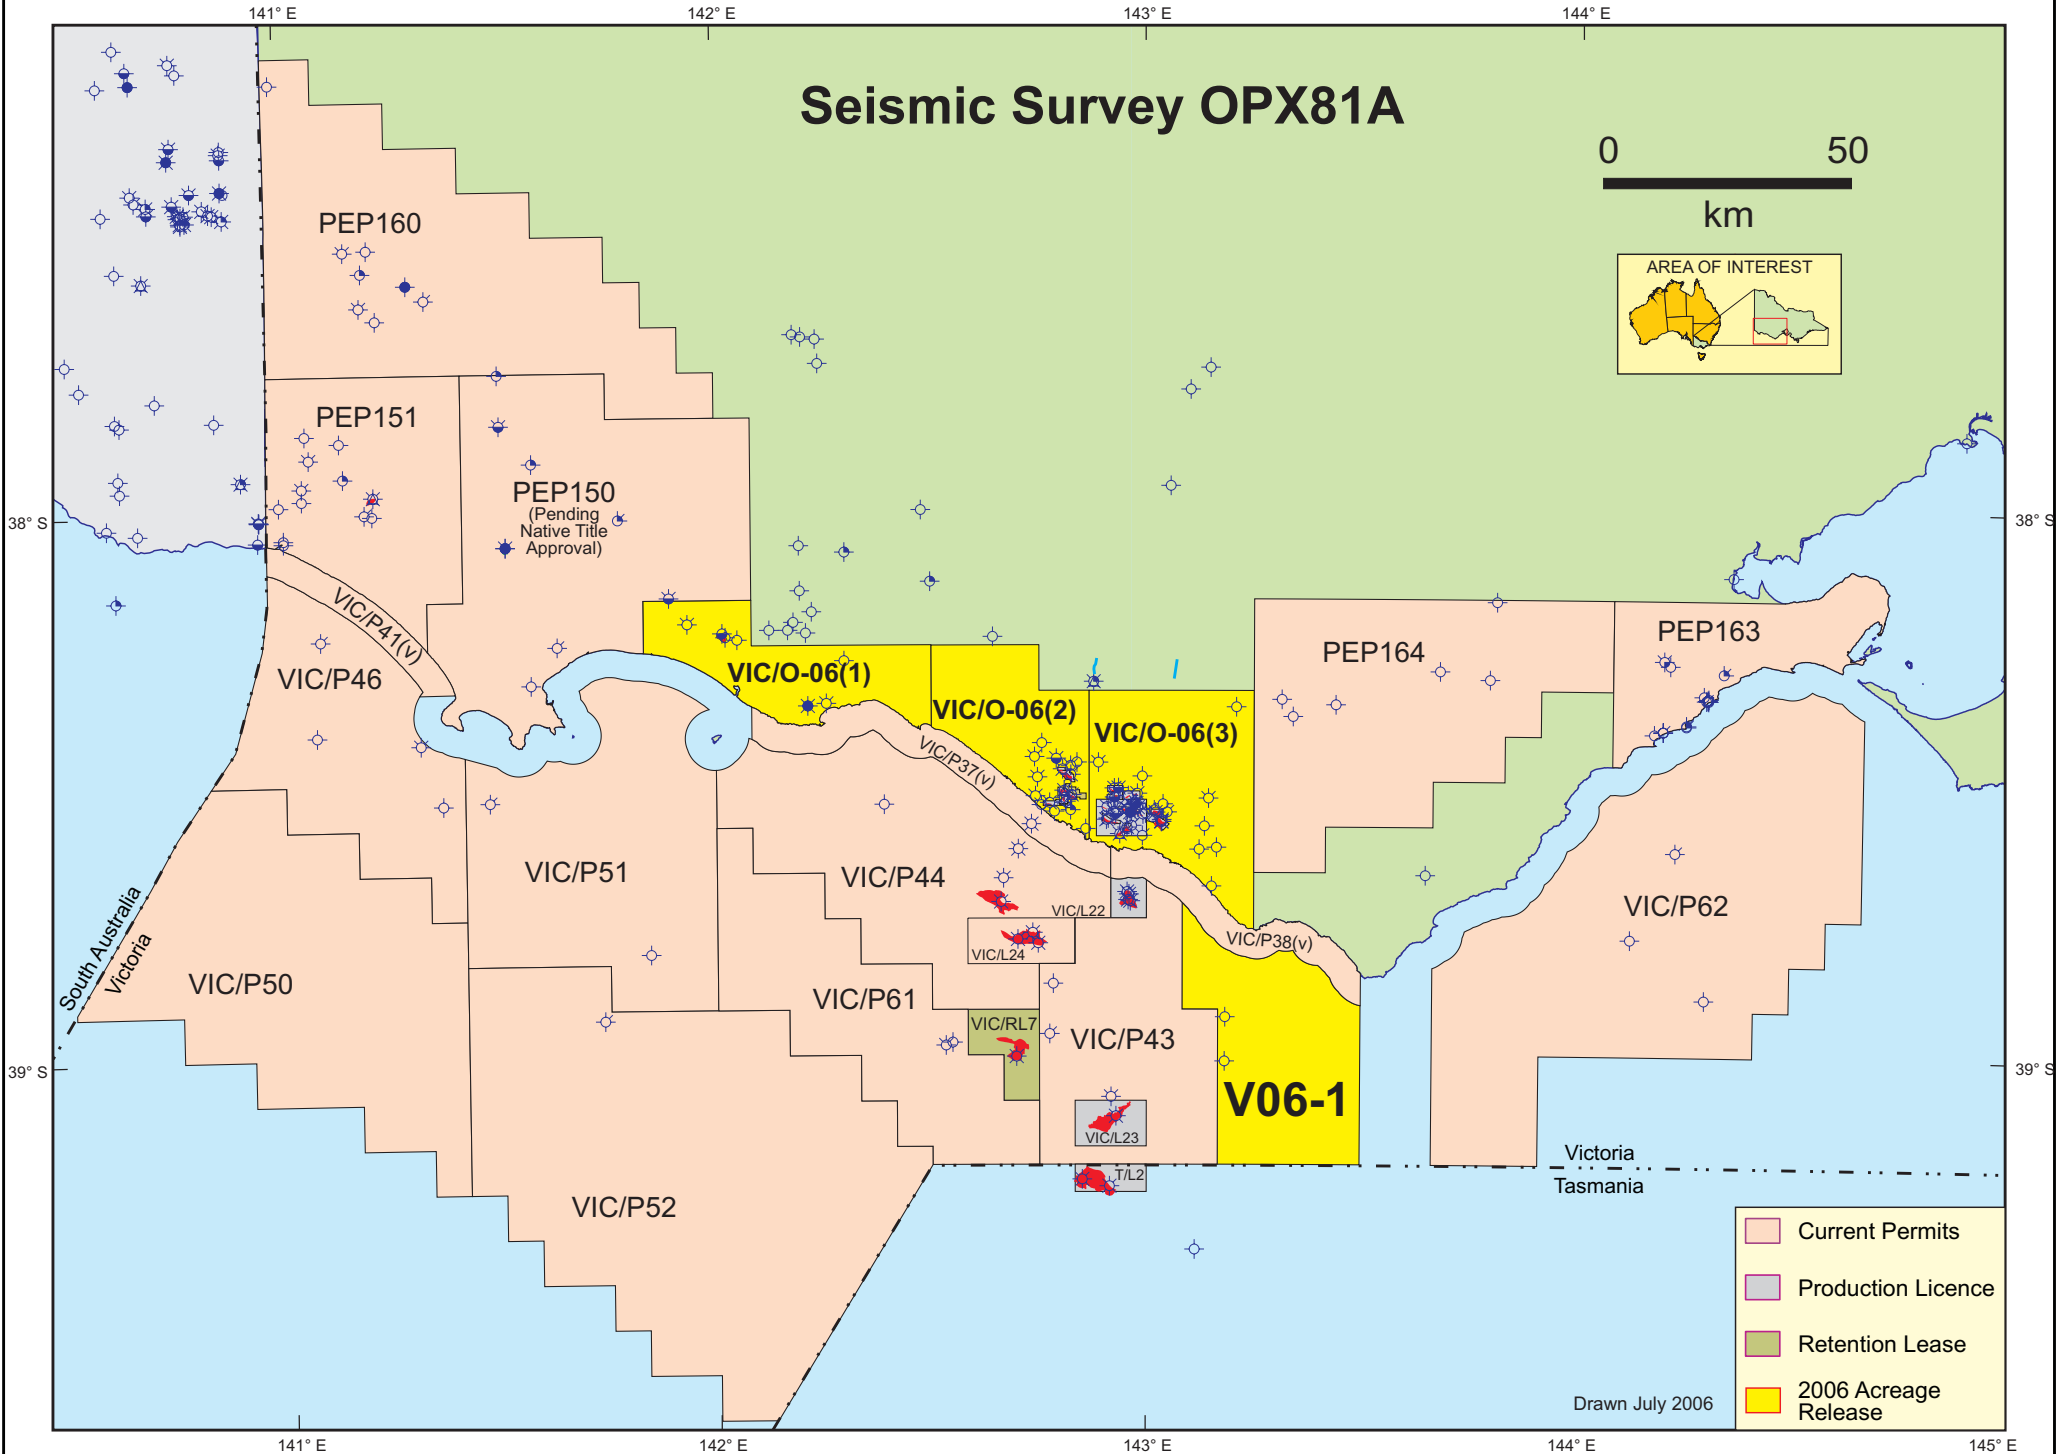 141° E
142° E
143° E
144° E
Seismic Survey OPX81A
0 50
km
AREA OF INTEREST
PEP160
PEP151
PEP150
(Pending
Native Title
Approval)
38° S
38° S
VIC/P41(v)
VIC/P46
VIC/O-06(1)
VIC/O-06(2)
VIC/O-06(3)
PEP164
PEP163
VIC/P37(v)
VIC/P51
VIC/P44
VIC/L22
VIC/P62
South Australia
Victoria
VIC/P50
VIC/L24
VIC/P38(v)
VIC/P61
VIC/RL7
VIC/P43
39° S
39° S
V06-1
VIC/L23
T/L2
Victoria
Tasmania
VIC/P52
Current Permits
Production Licence
Retention Lease
2006 Acreage
Release
Drawn July 2006
141° E
142° E
143° E
144° E
145° E